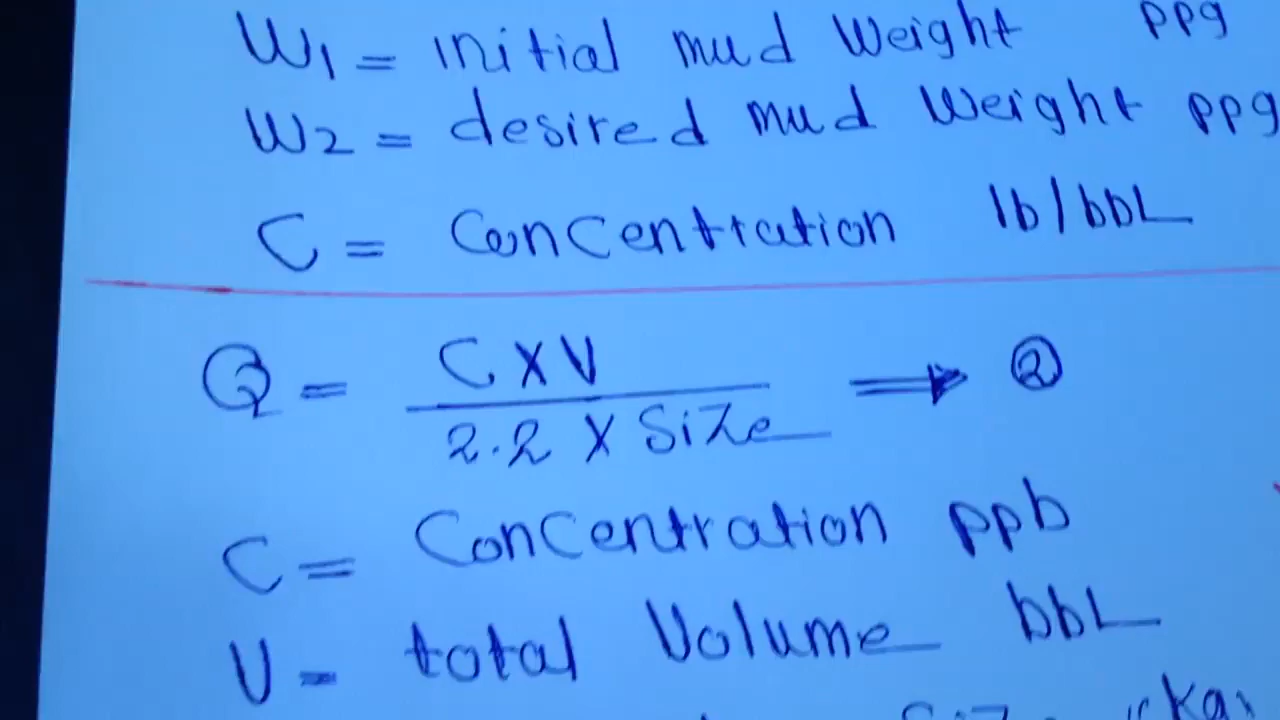 W1 = initial mud Weight ppg
W2 = desired mud Weight ppg
C = Concentration lb/bbL
Q = C X V / 2.2 X Size ⇒ ②
C = Concentration ppb
V = total Volume bbL